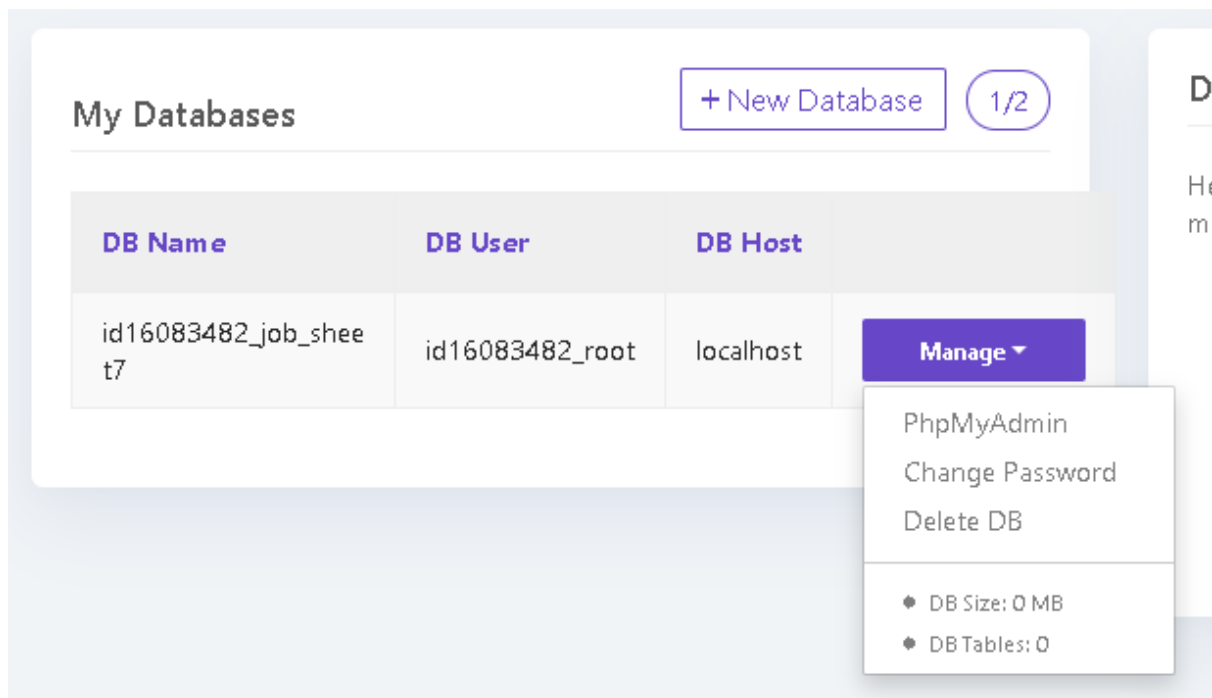 My Databases
+ New Database
1/2
DB Name
DB User
DB Host
id16083482_job_shee
t7
id16083482_root
localhost
Manage
PhpMyAdmin
Change Password
Delete DB
DB Size: 0 MB
DB Tables: 0
D
He
m